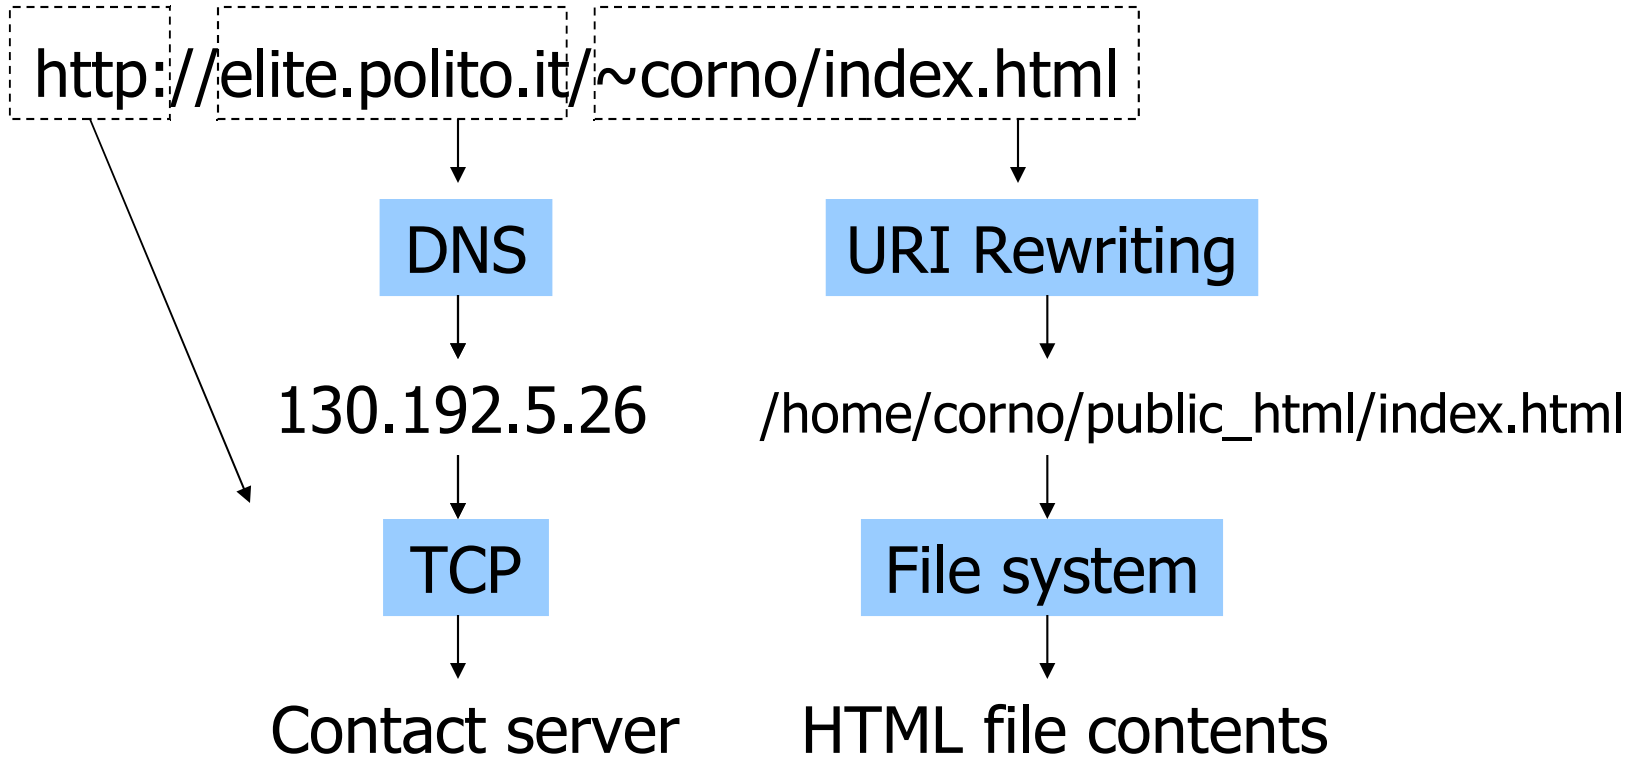 http://elite.polito.it/~corno/index.html
DNS
URI Rewriting
130.192.5.26
/home/corno/public_html/index.html
TCP
File system
Contact server
HTML file contents